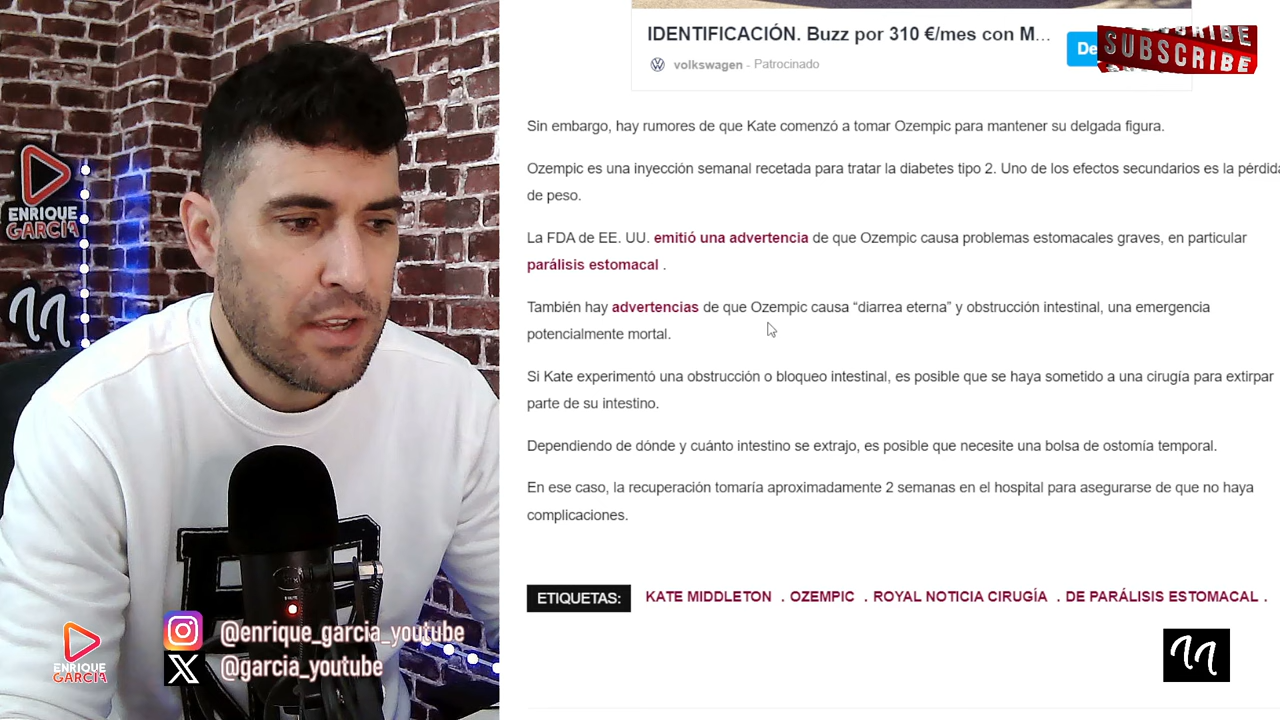 IDENTIFICACIÓN. Buzz por 310 €/mes con M...
De
SUBSCRIBE
volkswagen - Patrocinado
Sin embargo, hay rumores de que Kate comenzó a tomar Ozempic para mantener su delgada figura.
Ozempic es una inyección semanal recetada para tratar la diabetes tipo 2. Uno de los efectos secundarios es la pérdida
de peso.
La FDA de EE. UU. emitió una advertencia de que Ozempic causa problemas estomacales graves, en particular
parálisis estomacal .
También hay advertencias de que Ozempic causa “diarrea eterna” y obstrucción intestinal, una emergencia
potencialmente mortal.
Si Kate experimentó una obstrucción o bloqueo intestinal, es posible que se haya sometido a una cirugía para extirpar
parte de su intestino.
Dependiendo de dónde y cuánto intestino se extrajo, es posible que necesite una bolsa de ostomía temporal.
En ese caso, la recuperación tomaría aproximadamente 2 semanas en el hospital para asegurarse de que no haya
complicaciones.
ETIQUETAS: KATE MIDDLETON . OZEMPIC . ROYAL NOTICIA CIRUGÍA . DE PARÁLISIS ESTOMACAL .
ENRIQUE
GARCIA
@enrique_garcia_youtube
@garcia_youtube
ENRIQUE
GARCIA